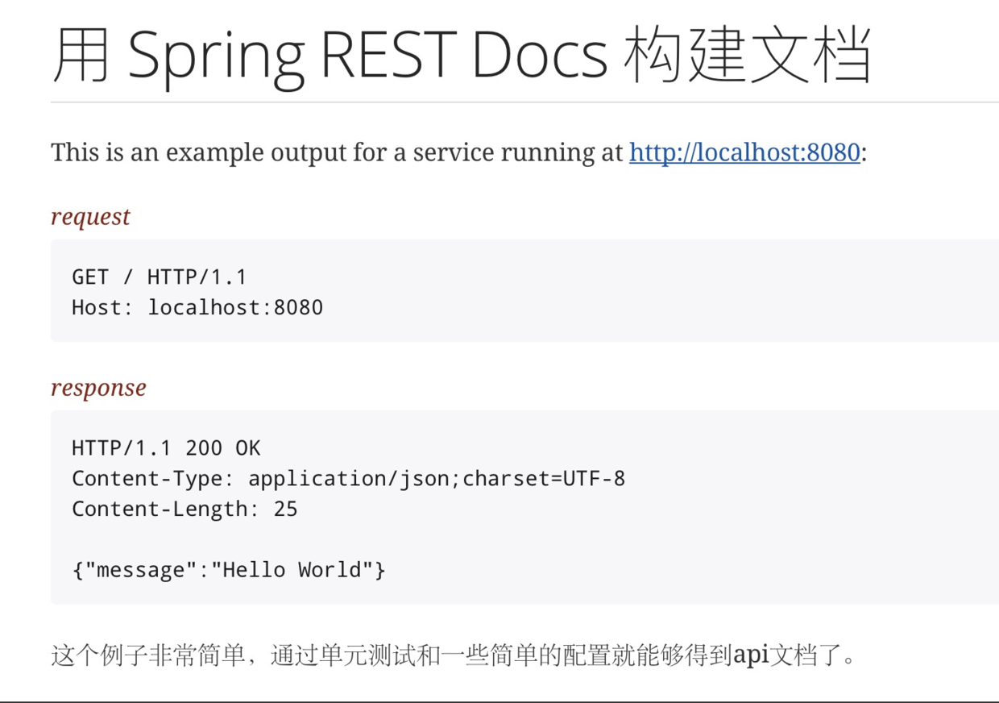 用 Spring REST Docs 构建文档
This is an example output for a service running at http://localhost:8080:
request
GET / HTTP/1.1
Host: localhost:8080
response
HTTP/1.1 200 OK
Content-Type: application/json;charset=UTF-8
Content-Length: 25
{"message":"Hello World"}
这个例子非常简单，通过单元测试和一些简单的配置就能够得到api文档了。